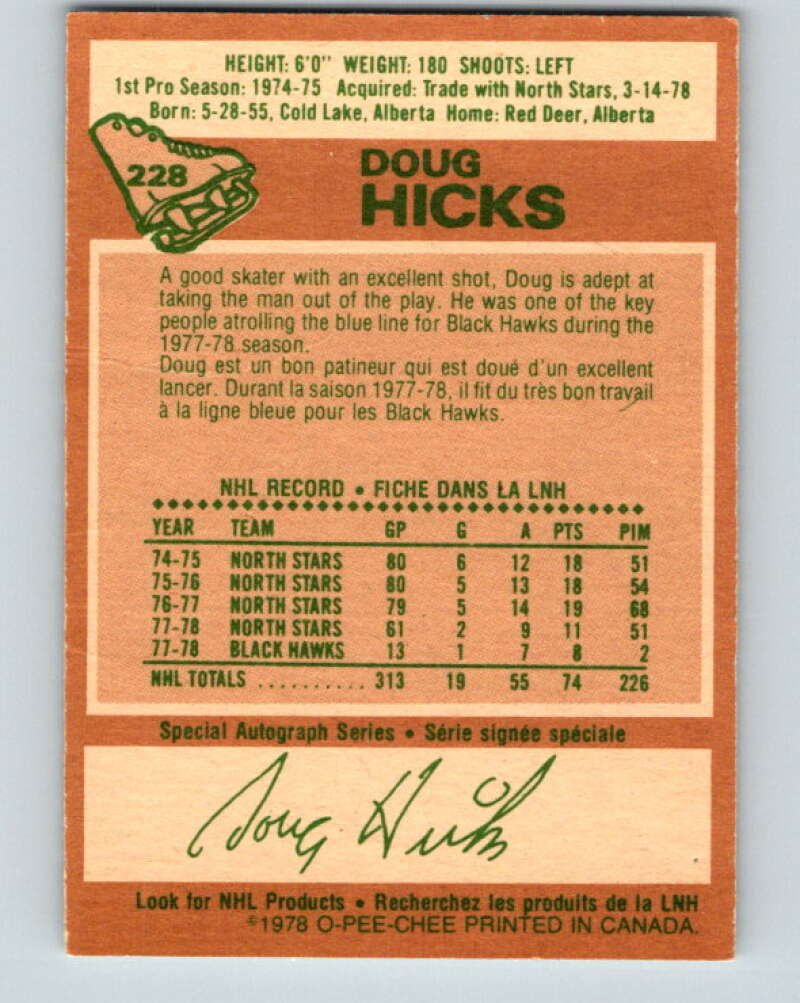 HEIGHT: 6'0" WEIGHT: 180 SHOOTS: LEFT
1st Pro Season: 1974-75 Acquired: Trade with North Stars, 3-14-78
Born: 5-28-55, Cold Lake, Alberta Home: Red Deer, Alberta
228
DOUG
HICKS
A good skater with an excellent shot, Doug is adept at
taking the man out of the play. He was one of the key
people atrolling the blue line for Black Hawks during the
1977-78 season.
Doug est un bon patineur qui est doué d'un excellent
lancer. Durant la saison 1977-78, il fit du très bon travail
à la ligne bleue pour les Black Hawks.
NHL RECORD • FICHE DANS LA LNH
YEAR TEAM GP G A PTS PIM
74-75 NORTH STARS 80 6 12 18 51
75-76 NORTH STARS 80 5 13 18 54
76-77 NORTH STARS 79 5 14 19 68
77-78 NORTH STARS 61 2 9 11 51
77-78 BLACK HAWKS 13 1 7 8 2
NHL TOTALS .......... 313 19 55 74 226
Special Autograph Series • Série signée spéciale
Doug Hicks
Look for NHL Products • Recherchez les produits de la LNH
©1978 O-PEE-CHEE PRINTED IN CANADA.